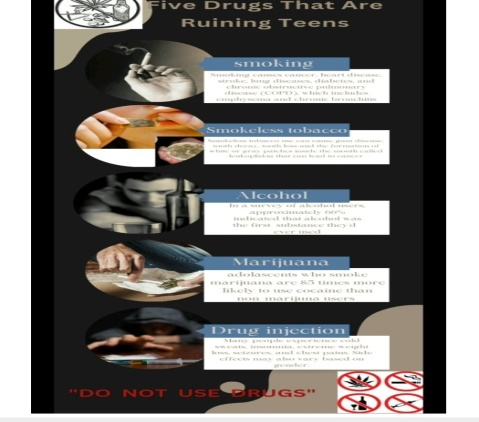 Five Drugs That Are
Ruining Teens
smoking
Smoking causes cancer, heart disease,
stroke, lung diseases, diabetes, and
chronic obstructive pulmonary
disease (COPD), which includes
emphysema and chronic bronchitis
Smokeless tobacco
Smokeless tobacco use can cause gum disease,
tooth decay, tooth loss and the formation of
white or gray patches inside the mouth called
leukoplakia that can lead to cancer
Alcohol
In a survey of alcohol users,
approximately 66%
indicated that alcohol was
the first substance they'd
ever used
Marijuana
adolascents who smoke
marijuana are 85 times more
likely to use cocaine than
non marijuna users
Drug injection
Many people experience cold
sweats, insomnia, extreme weight
loss, seizures, and chest pains. Side
effects may also vary based on
gender.
"DO NOT USE DRUGS"